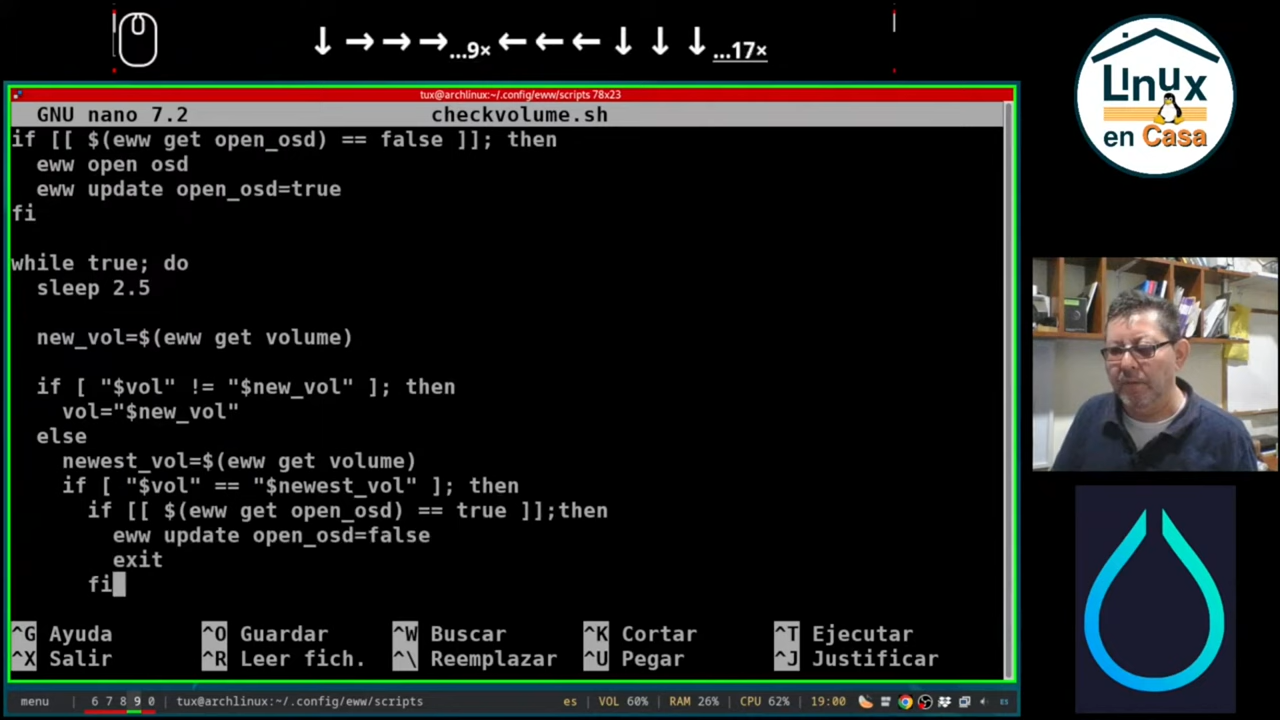 ↓→→→...9×←←←↓↓↓...17×
LInux
en Casa
tux@archlinux:~/.config/eww/scripts 78x23
GNU nano 7.2 checkvolume.sh
if [[ $(eww get open_osd) == false ]]; then
  eww open osd
  eww update open_osd=true
fi
while true; do
  sleep 2.5
  new_vol=$(eww get volume)
  if [ "$vol" != "$new_vol" ]; then
    vol="$new_vol"
  else
    newest_vol=$(eww get volume)
    if [ "$vol" == "$newest_vol" ]; then
      if [[ $(eww get open_osd) == true ]];then
        eww update open_osd=false
        exit
      fi
^G Ayuda ^O Guardar ^W Buscar ^K Cortar ^T Ejecutar
^X Salir ^R Leer fich. ^\ Reemplazar ^U Pegar ^J Justificar
menu 6 7 8 9 0 tux@archlinux:~/.config/eww/scripts es VOL 60% RAM 26% CPU 62% 19:00 ES